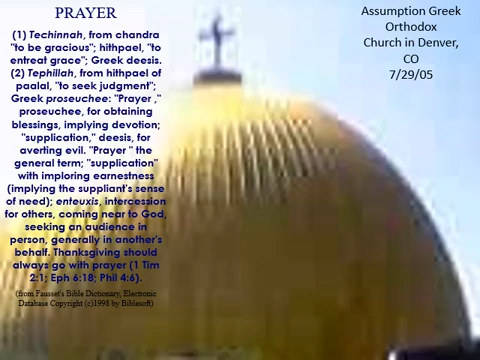 PRAYER
(1) Techinnah, from chandra
"to be gracious"; hithpael, "to
entreat grace"; Greek deesis.
(2) Tephillah, from hithpael of
paalal, "to seek judgment";
Greek proseuchee: "Prayer ,"
proseuchee, for obtaining
blessings, implying devotion;
"supplication," deesis, for
averting evil. "Prayer " the
general term; "supplication"
with imploring earnestness
(implying the suppliant's sense
of need); enteuxis, intercession
for others, coming near to God,
seeking an audience in
person, generally in another's
behalf. Thanksgiving should
always go with prayer (1 Tim
2:1; Eph 6:18; Phil 4:6).
(from Fausset's Bible Dictionary, Electronic
Database Copyright (c)1998 by Biblesoft)
Assumption Greek
Orthodox
Church in Denver,
CO
7/29/05